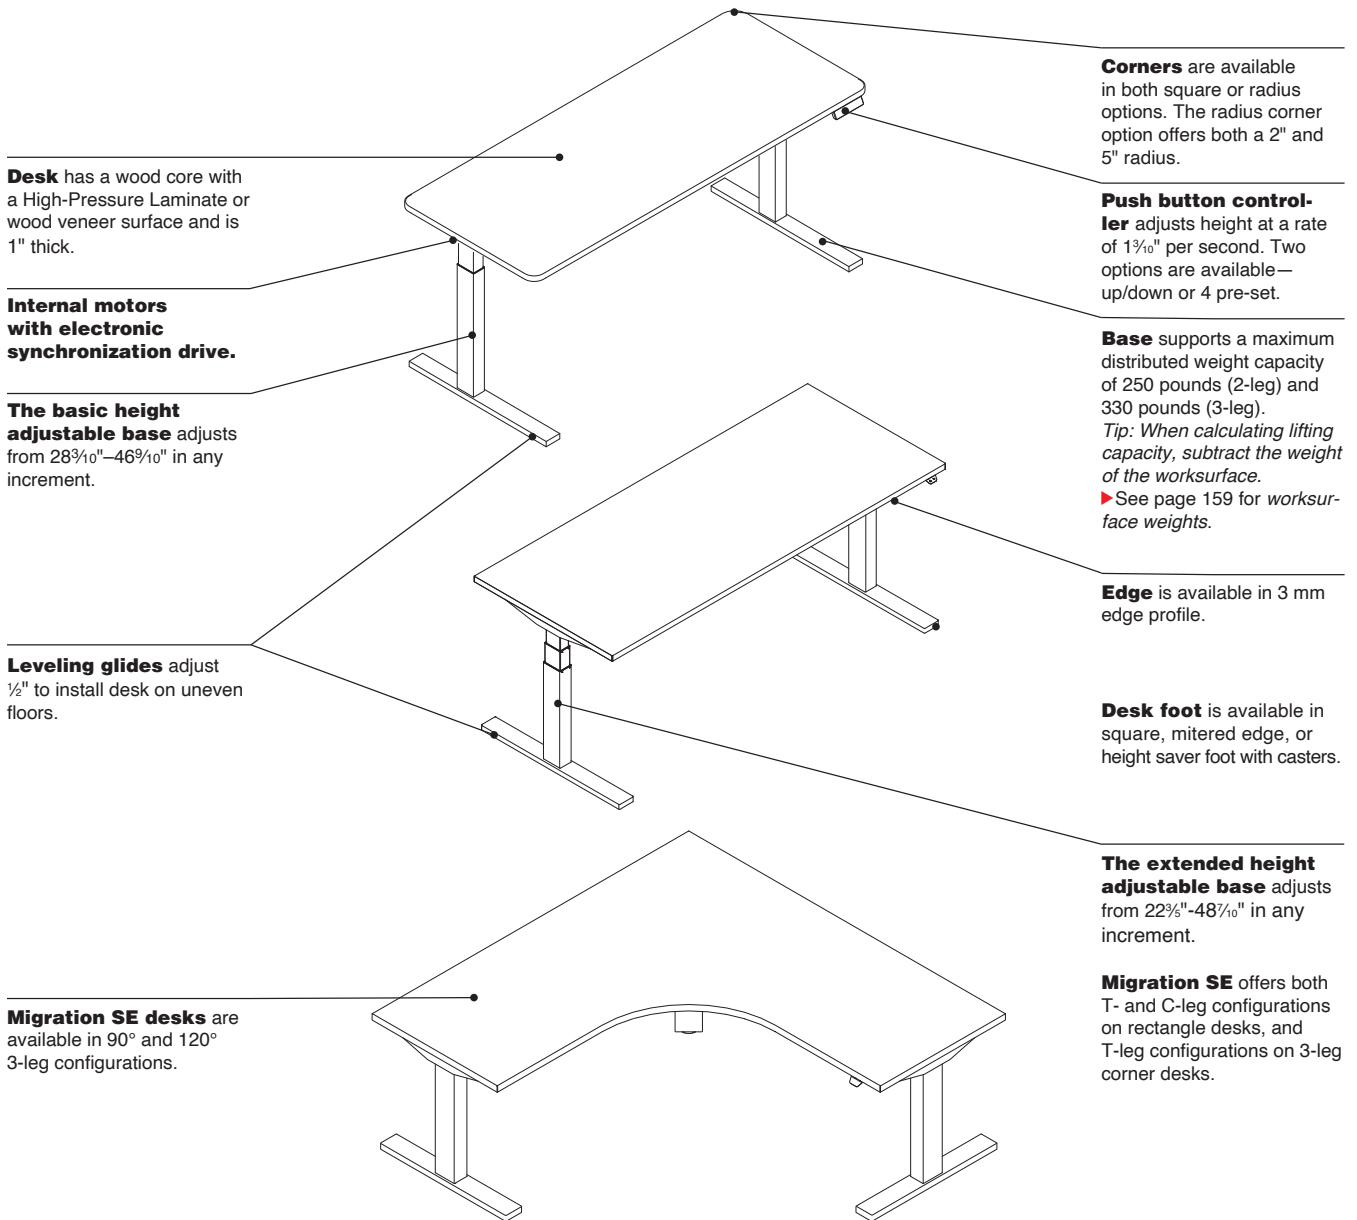 Desk has a wood core with
a High-Pressure Laminate or
wood veneer surface and is
1" thick.
Internal motors
with electronic
synchronization drive.
The basic height
adjustable base adjusts
from 28³⁄₁₀"–46⁹⁄₁₀" in any
increment.
Leveling glides adjust
½" to install desk on uneven
floors.
Migration SE desks are
available in 90° and 120°
3-leg configurations.
Corners are available
in both square or radius
options. The radius corner
option offers both a 2" and
5" radius.
Push button control-
ler adjusts height at a rate
of 1³⁄₁₀" per second. Two
options are available—
up/down or 4 pre-set.
Base supports a maximum
distributed weight capacity
of 250 pounds (2-leg) and
330 pounds (3-leg).
Tip: When calculating lifting
capacity, subtract the weight
of the worksurface.
▶See page 159 for worksur-
face weights.
Edge is available in 3 mm
edge profile.
Desk foot is available in
square, mitered edge, or
height saver foot with casters.
The extended height
adjustable base adjusts
from 22³⁄₅"-48⁷⁄₁₀" in any
increment.
Migration SE offers both
T- and C-leg configurations
on rectangle desks, and
T-leg configurations on 3-leg
corner desks.